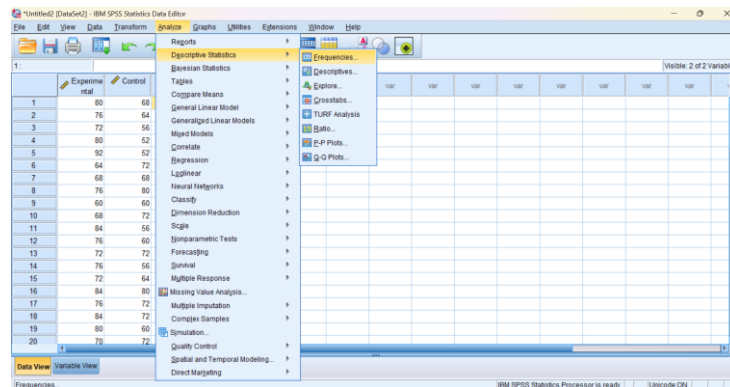 *Untitled2 [DataSet2] - IBM SPSS Statistics Data Editor
File Edit View Data Transform Analyze Graphs Utilities Extensions Window Help
1 :
Visible: 2 of 2 Variabl
Experimental Control var var var var var var var
1 80 68
2 76 64
3 72 56
4 80 52
5 92 52
6 64 72
7 68 68
8 76 80
9 60 60
10 68 72
11 84 56
12 76 60
13 72 72
14 76 56
15 72 64
16 84 80
17 76 72
18 84 72
19 80 60
20 70 72
Reports
Descriptive Statistics
Bayesian Statistics
Tables
Compare Means
General Linear Model
Generalized Linear Models
Mixed Models
Correlate
Regression
Loglinear
Neural Networks
Classify
Dimension Reduction
Scale
Nonparametric Tests
Forecasting
Survival
Multiple Response
Missing Value Analysis...
Multiple Imputation
Complex Samples
Simulation...
Quality Control
Spatial and Temporal Modeling...
Direct Marketing
Frequencies...
Descriptives...
Explore...
Crosstabs...
TURF Analysis
Ratio...
P-P Plots...
Q-Q Plots...
Data View Variable View
Frequencies...
IBM SPSS Statistics Processor is ready
Unicode:ON